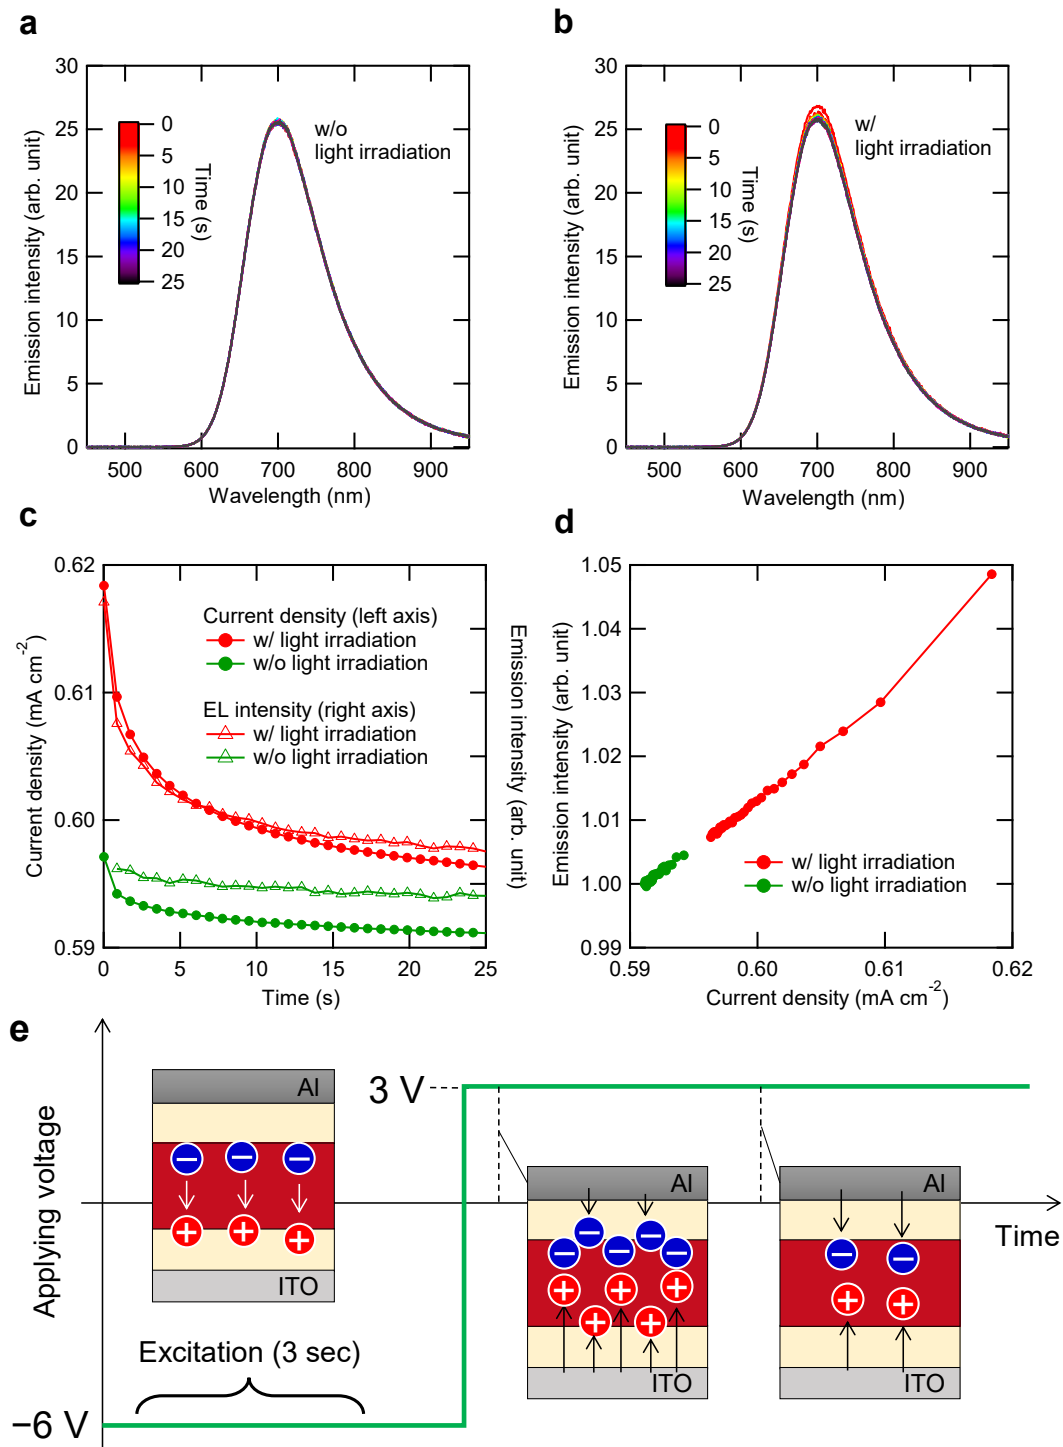 a
30
25
20
15
10
5
0
Emission intensity (arb. unit)
0
5
10
15
20
25
Time (s)
w/o
light irradiation
500
600
700
800
900
Wavelength (nm)
b
30
25
20
15
10
5
0
Emission intensity (arb. unit)
0
5
10
15
20
25
Time (s)
w/
light irradiation
500
600
700
800
900
Wavelength (nm)
c
0.62
0.61
0.60
0.59
Current density (mA cm⁻²)
Current density (left axis)
w/ light irradiation
w/o light irradiation
EL intensity (right axis)
w/ light irradiation
w/o light irradiation
Emission intensity (arb. unit)
0
5
10
15
20
25
Time (s)
d
1.05
1.04
1.03
1.02
1.01
1.00
0.99
Emission intensity (arb. unit)
w/ light irradiation
w/o light irradiation
0.59
0.60
0.61
0.62
Current density (mA cm⁻²)
e
Applying voltage
Al
ITO
Excitation (3 sec)
−6 V
3 V
Al
ITO
Al
ITO
Time